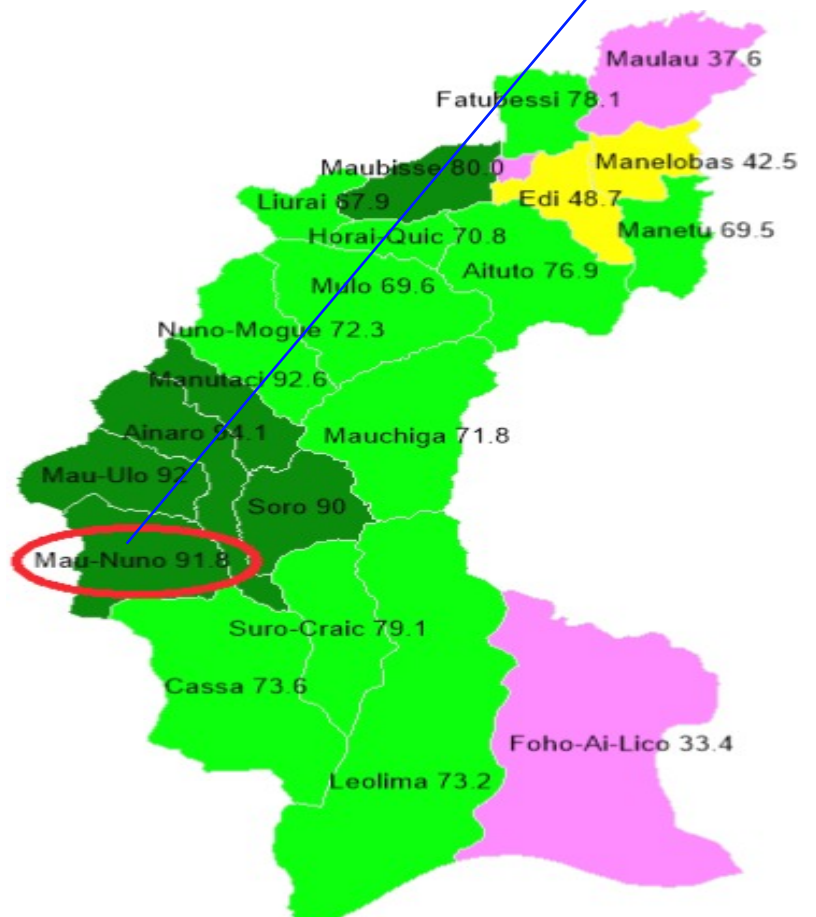 Maulau 37.6
Fatubessi 78.1
Manelobas 42.5
Maubisse 80.0
Edi 48.7
Liurai 67.9
Manetu 69.5
Horai-Quic 70.8
Aituto 76.9
Mulo 69.6
Nuno-Mogue 72.3
Manutaci 92.6
Ainaro 94.1
Mauchiga 71.8
Mau-Ulo 92
Soro 90
Mau-Nuno 91.8
Suro-Craic 79.1
Cassa 73.6
Foho-Ai-Lico 33.4
Leolima 73.2